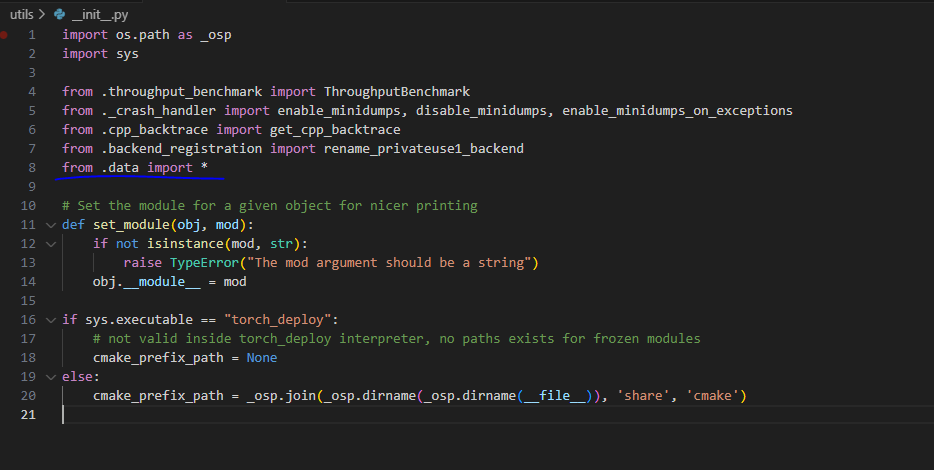 utils > __init__.py
1 import os.path as _osp
2 import sys
3
4 from .throughput_benchmark import ThroughputBenchmark
5 from ._crash_handler import enable_minidumps, disable_minidumps, enable_minidumps_on_exceptions
6 from .cpp_backtrace import get_cpp_backtrace
7 from .backend_registration import rename_privateuse1_backend
8 from .data import *
9
10 # Set the module for a given object for nicer printing
11 def set_module(obj, mod):
12     if not isinstance(mod, str):
13         raise TypeError("The mod argument should be a string")
14     obj.__module__ = mod
15
16 if sys.executable == "torch_deploy":
17     # not valid inside torch_deploy interpreter, no paths exists for frozen modules
18     cmake_prefix_path = None
19 else:
20     cmake_prefix_path = _osp.join(_osp.dirname(_osp.dirname(__file__)), 'share', 'cmake')
21